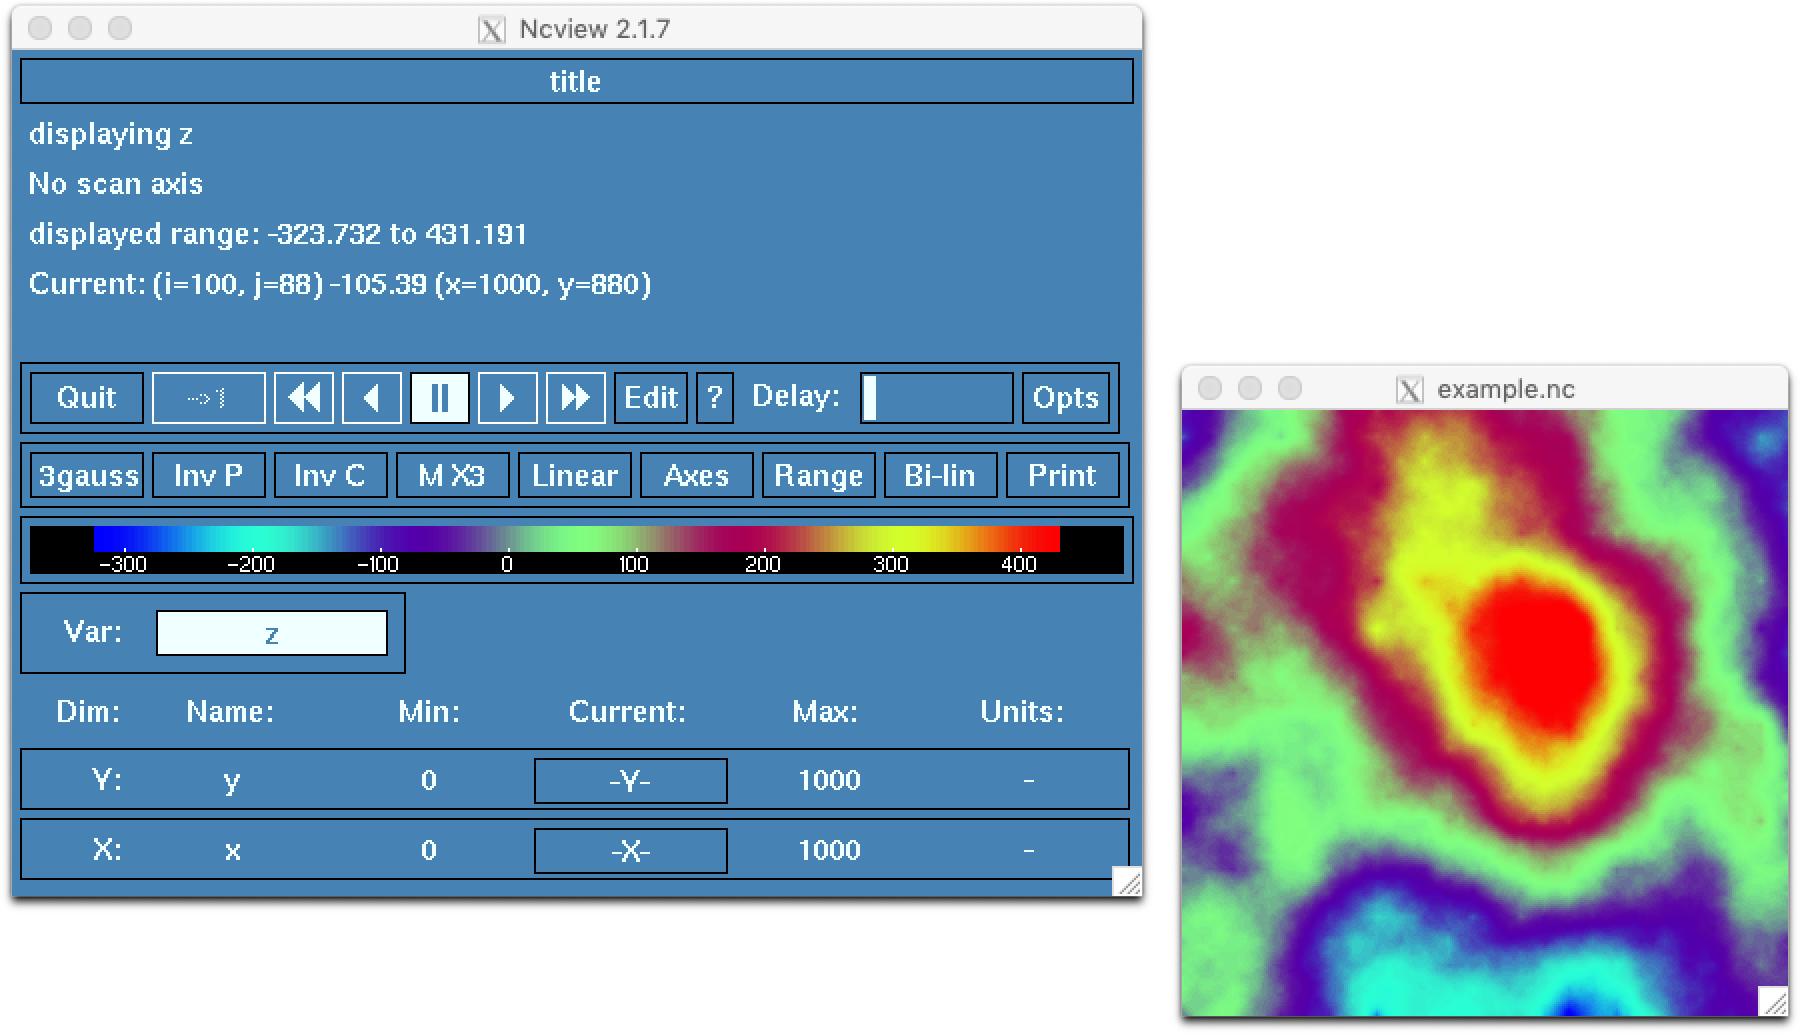 Ncview 2.1.7
title
displaying z
No scan axis
displayed range: -323.732 to 431.191
Current: (i=100, j=88) -105.39 (x=1000, y=880)
Quit ->1 Edit ? Delay: Opts
3gauss Inv P Inv C M X3 Linear Axes Range Bi-lin Print
-300 -200 -100 0 100 200 300 400
Var: z
Dim: Name: Min: Current: Max: Units:
Y: y 0 -Y- 1000 -
X: x 0 -X- 1000 -
example.nc